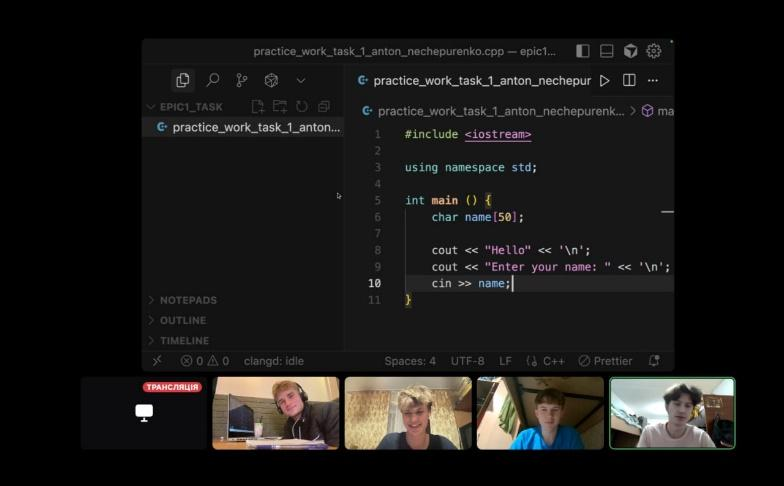 practice_work_task_1_anton_nechepurenko.cpp — epic1...
practice_work_task_1_anton_nechepur
EPIC1_TASK
practice_work_task_1_anton...
practice_work_task_1_anton_nechepurenk... > ma
1 #include <iostream>
2
3 using namespace std;
4
5 int main () {
6 char name[50];
7
8 cout << "Hello" << '\n';
9 cout << "Enter your name: " << '\n';
10 cin >> name;
11 }
NOTEPADS
OUTLINE
TIMELINE
0 0 clangd: idle Spaces: 4 UTF-8 LF {} C++ Prettier
ТРАНСЛЯЦІЯ